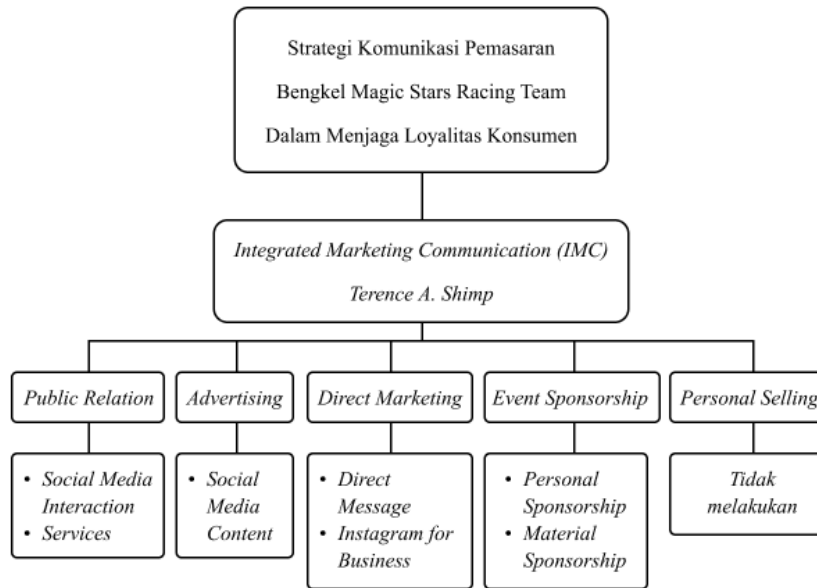 Strategi Komunikasi Pemasaran
Bengkel Magic Stars Racing Team
Dalam Menjaga Loyalitas Konsumen
Integrated Marketing Communication (IMC)
Terence A. Shimp
Public Relation
Advertising
Direct Marketing
Event Sponsorship
Personal Selling
• Social Media
Interaction
• Services
• Social
Media
Content
• Direct
Message
• Instagram for
Business
• Personal
Sponsorship
• Material
Sponsorship
Tidak
melakukan